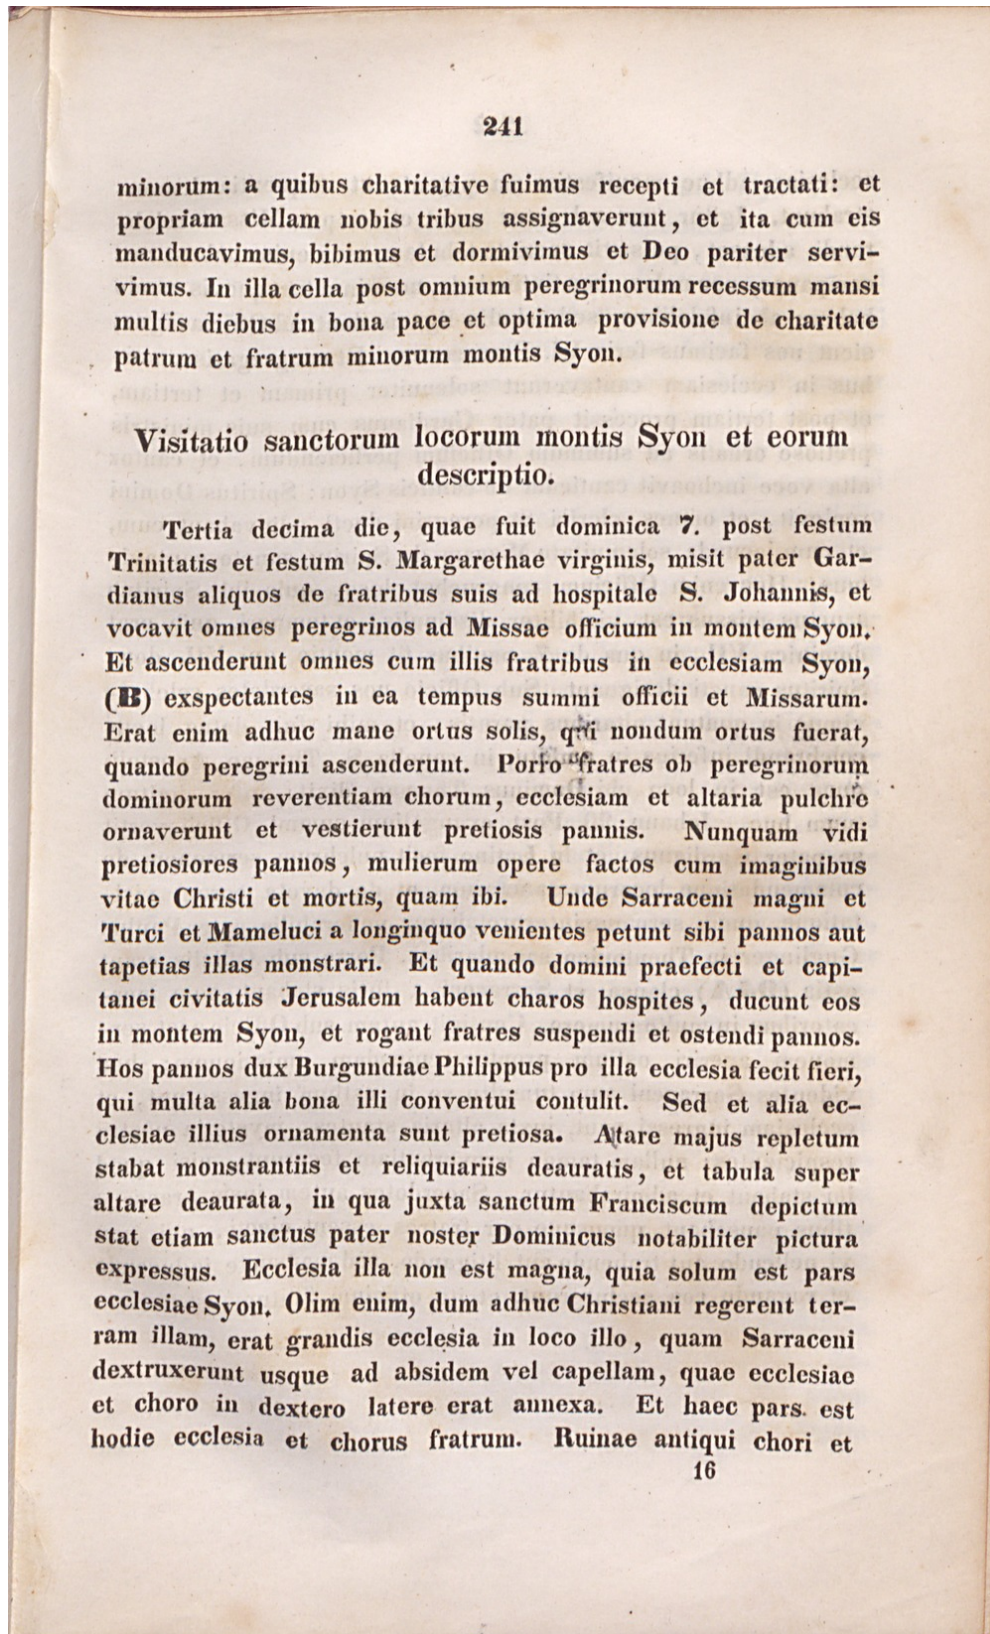 241
minorum: a quibus charitative fuimus recepti et tractati: et
propriam cellam nobis tribus assignaverunt, et ita cum eis
manducavimus, bibimus et dormivimus et Deo pariter servi-
vimus. In illa cella post omnium peregrinorum recessum mansi
multis diebus in bona pace et optima provisione de charitate
patrum et fratrum minorum montis Syon.
Visitatio sanctorum locorum montis Syon et eorum
descriptio.
Tertia decima die, quae fuit dominica 7. post festum
Trinitatis et festum S. Margarethae virginis, misit pater Gar-
dianus aliquos de fratribus suis ad hospitale S. Johannis, et
vocavit omnes peregrinos ad Missae officium in montem Syon.
Et ascenderunt omnes cum illis fratribus in ecclesiam Syon,
(B) exspectantes in ea tempus summi officii et Missarum.
Erat enim adhuc mane ortus solis, qui nondum ortus fuerat,
quando peregrini ascenderunt. Porro fratres ob peregrinorum
dominorum reverentiam chorum, ecclesiam et altaria pulchre
ornaverunt et vestierunt pretiosis pannis. Nunquam vidi
pretiosiores pannos, mulierum opere factos cum imaginibus
vitae Christi et mortis, quam ibi. Unde Sarraceni magni et
Turci et Mameluci a longinquo venientes petunt sibi pannos aut
tapetias illas monstrari. Et quando domini praefecti et capi-
tanei civitatis Jerusalem habent charos hospites, ducunt eos
in montem Syon, et rogant fratres suspendi et ostendi pannos.
Hos pannos dux Burgundiae Philippus pro illa ecclesia fecit fieri,
qui multa alia bona illi conventui contulit. Sed et alia ec-
clesiae illius ornamenta sunt pretiosa. Altare majus repletum
stabat monstrantiis et reliquiariis deauratis, et tabula super
altare deaurata, in qua juxta sanctum Franciscum depictum
stat etiam sanctus pater noster Dominicus notabiliter pictura
expressus. Ecclesia illa non est magna, quia solum est pars
ecclesiae Syon. Olim enim, dum adhuc Christiani regerent ter-
ram illam, erat grandis ecclesia in loco illo, quam Sarraceni
dextruxerunt usque ad absidem vel capellam, quae ecclesiae
et choro in dextero latere erat annexa. Et haec pars. est
hodie ecclesia et chorus fratrum. Ruinae antiqui chori et
16